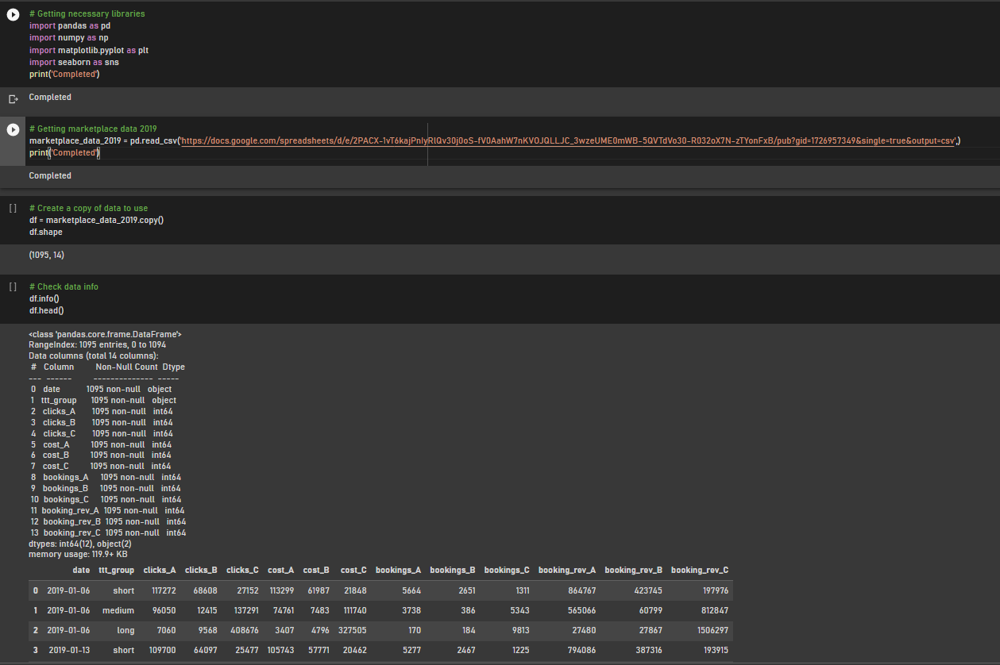 # Getting necessary libraries
import pandas as pd
import numpy as np
import matplotlib.pyplot as plt
import seaborn as sns
print('Completed')
Completed
# Getting marketplace data 2019
marketplace_data_2019 = pd.read_csv('https://docs.google.com/spreadsheets/d/e/2PACX-1vT6kajPnlyRlQv30j0oS-fV0AahW7nKVOJQLLJC_3wzeUME0mWB-5QVTdVo30-R032oX7N-zTYonFxB/pub?gid=1726957349&single=true&output=csv',)
print('Completed')
Completed
[ ] # Create a copy of data to use
df = marketplace_data_2019.copy()
df.shape
(1095, 14)
[ ] # Check data info
df.info()
df.head()
<class 'pandas.core.frame.DataFrame'>
RangeIndex: 1095 entries, 0 to 1094
Data columns (total 14 columns):
# Column Non-Null Count Dtype
--- ------ -------------- -----
0 date 1095 non-null object
1 ttt_group 1095 non-null object
2 clicks_A 1095 non-null int64
3 clicks_B 1095 non-null int64
4 clicks_C 1095 non-null int64
5 cost_A 1095 non-null int64
6 cost_B 1095 non-null int64
7 cost_C 1095 non-null int64
8 bookings_A 1095 non-null int64
9 bookings_B 1095 non-null int64
10 bookings_C 1095 non-null int64
11 booking_rev_A 1095 non-null int64
12 booking_rev_B 1095 non-null int64
13 booking_rev_C 1095 non-null int64
dtypes: int64(12), object(2)
memory usage: 119.9+ KB
date ttt_group clicks_A clicks_B clicks_C cost_A cost_B cost_C bookings_A bookings_B bookings_C booking_rev_A booking_rev_B booking_rev_C
0 2019-01-06 short 117272 68608 27152 113299 61987 21848 5664 2651 1311 864767 423745 197976
1 2019-01-06 medium 96050 12415 137291 74761 7483 111740 3738 386 5343 565066 60799 812847
2 2019-01-06 long 7060 9568 408676 3407 4796 327505 170 184 9813 27480 27867 1506297
3 2019-01-13 short 109700 64097 25477 105743 57771 20462 5277 2467 1225 794086 387316 193915